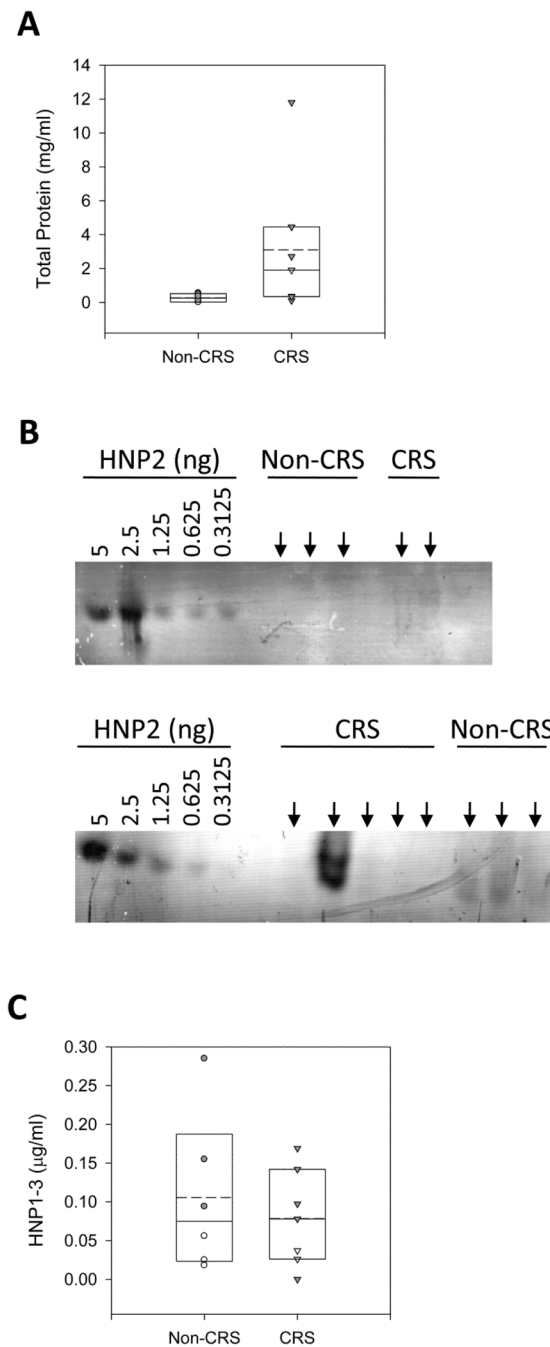 A
14
12
10
8
6
4
2
0
Total Protein (mg/ml)
Non-CRS CRS
B
HNP2 (ng) Non-CRS CRS
5 2.5 1.25 0.625 0.3125
HNP2 (ng) CRS Non-CRS
5 2.5 1.25 0.625 0.3125
C
0.30
0.25
0.20
0.15
0.10
0.05
0.00
HNP1-3 (μg/ml)
Non-CRS CRS